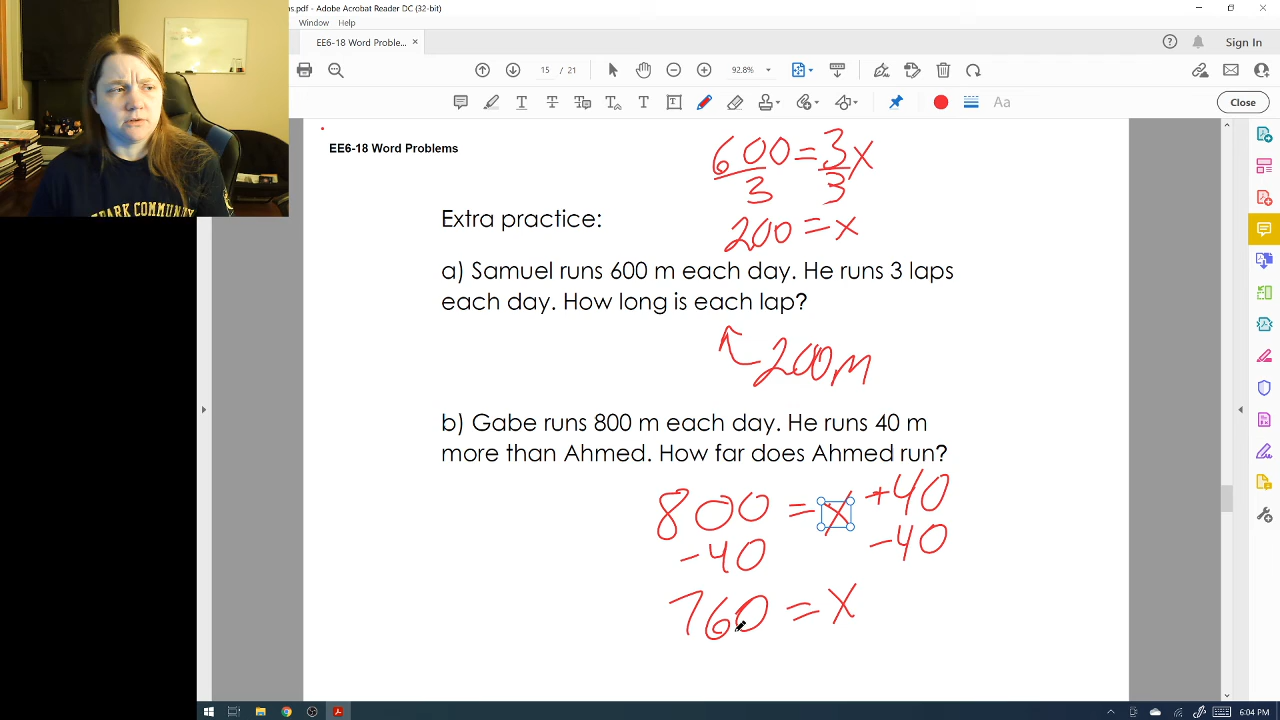 s.pdf - Adobe Acrobat Reader DC (32-bit)
Window Help
EE6-18 Word Proble... ×
Sign In
15 / 21
92.8%
Close
EE6-18 Word Problems
600 = 3x
3 3
200 = x
Extra practice:
a) Samuel runs 600 m each day. He runs 3 laps
each day. How long is each lap?
200m
b) Gabe runs 800 m each day. He runs 40 m
more than Ahmed. How far does Ahmed run?
800 = x +40
-40 -40
760 = x
PARK COMMUNITY
6:04 PM